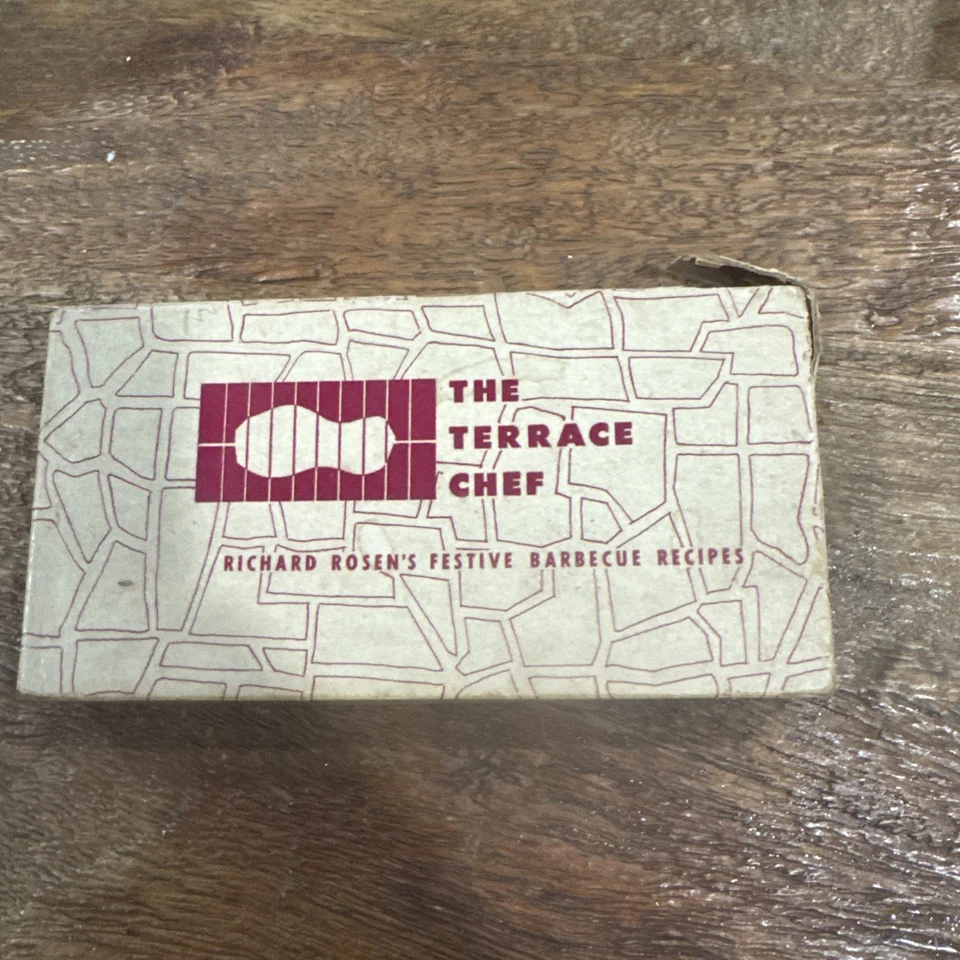 THE
TERRACE
CHEF
RICHARD ROSEN'S FESTIVE BARBECUE RECIPES